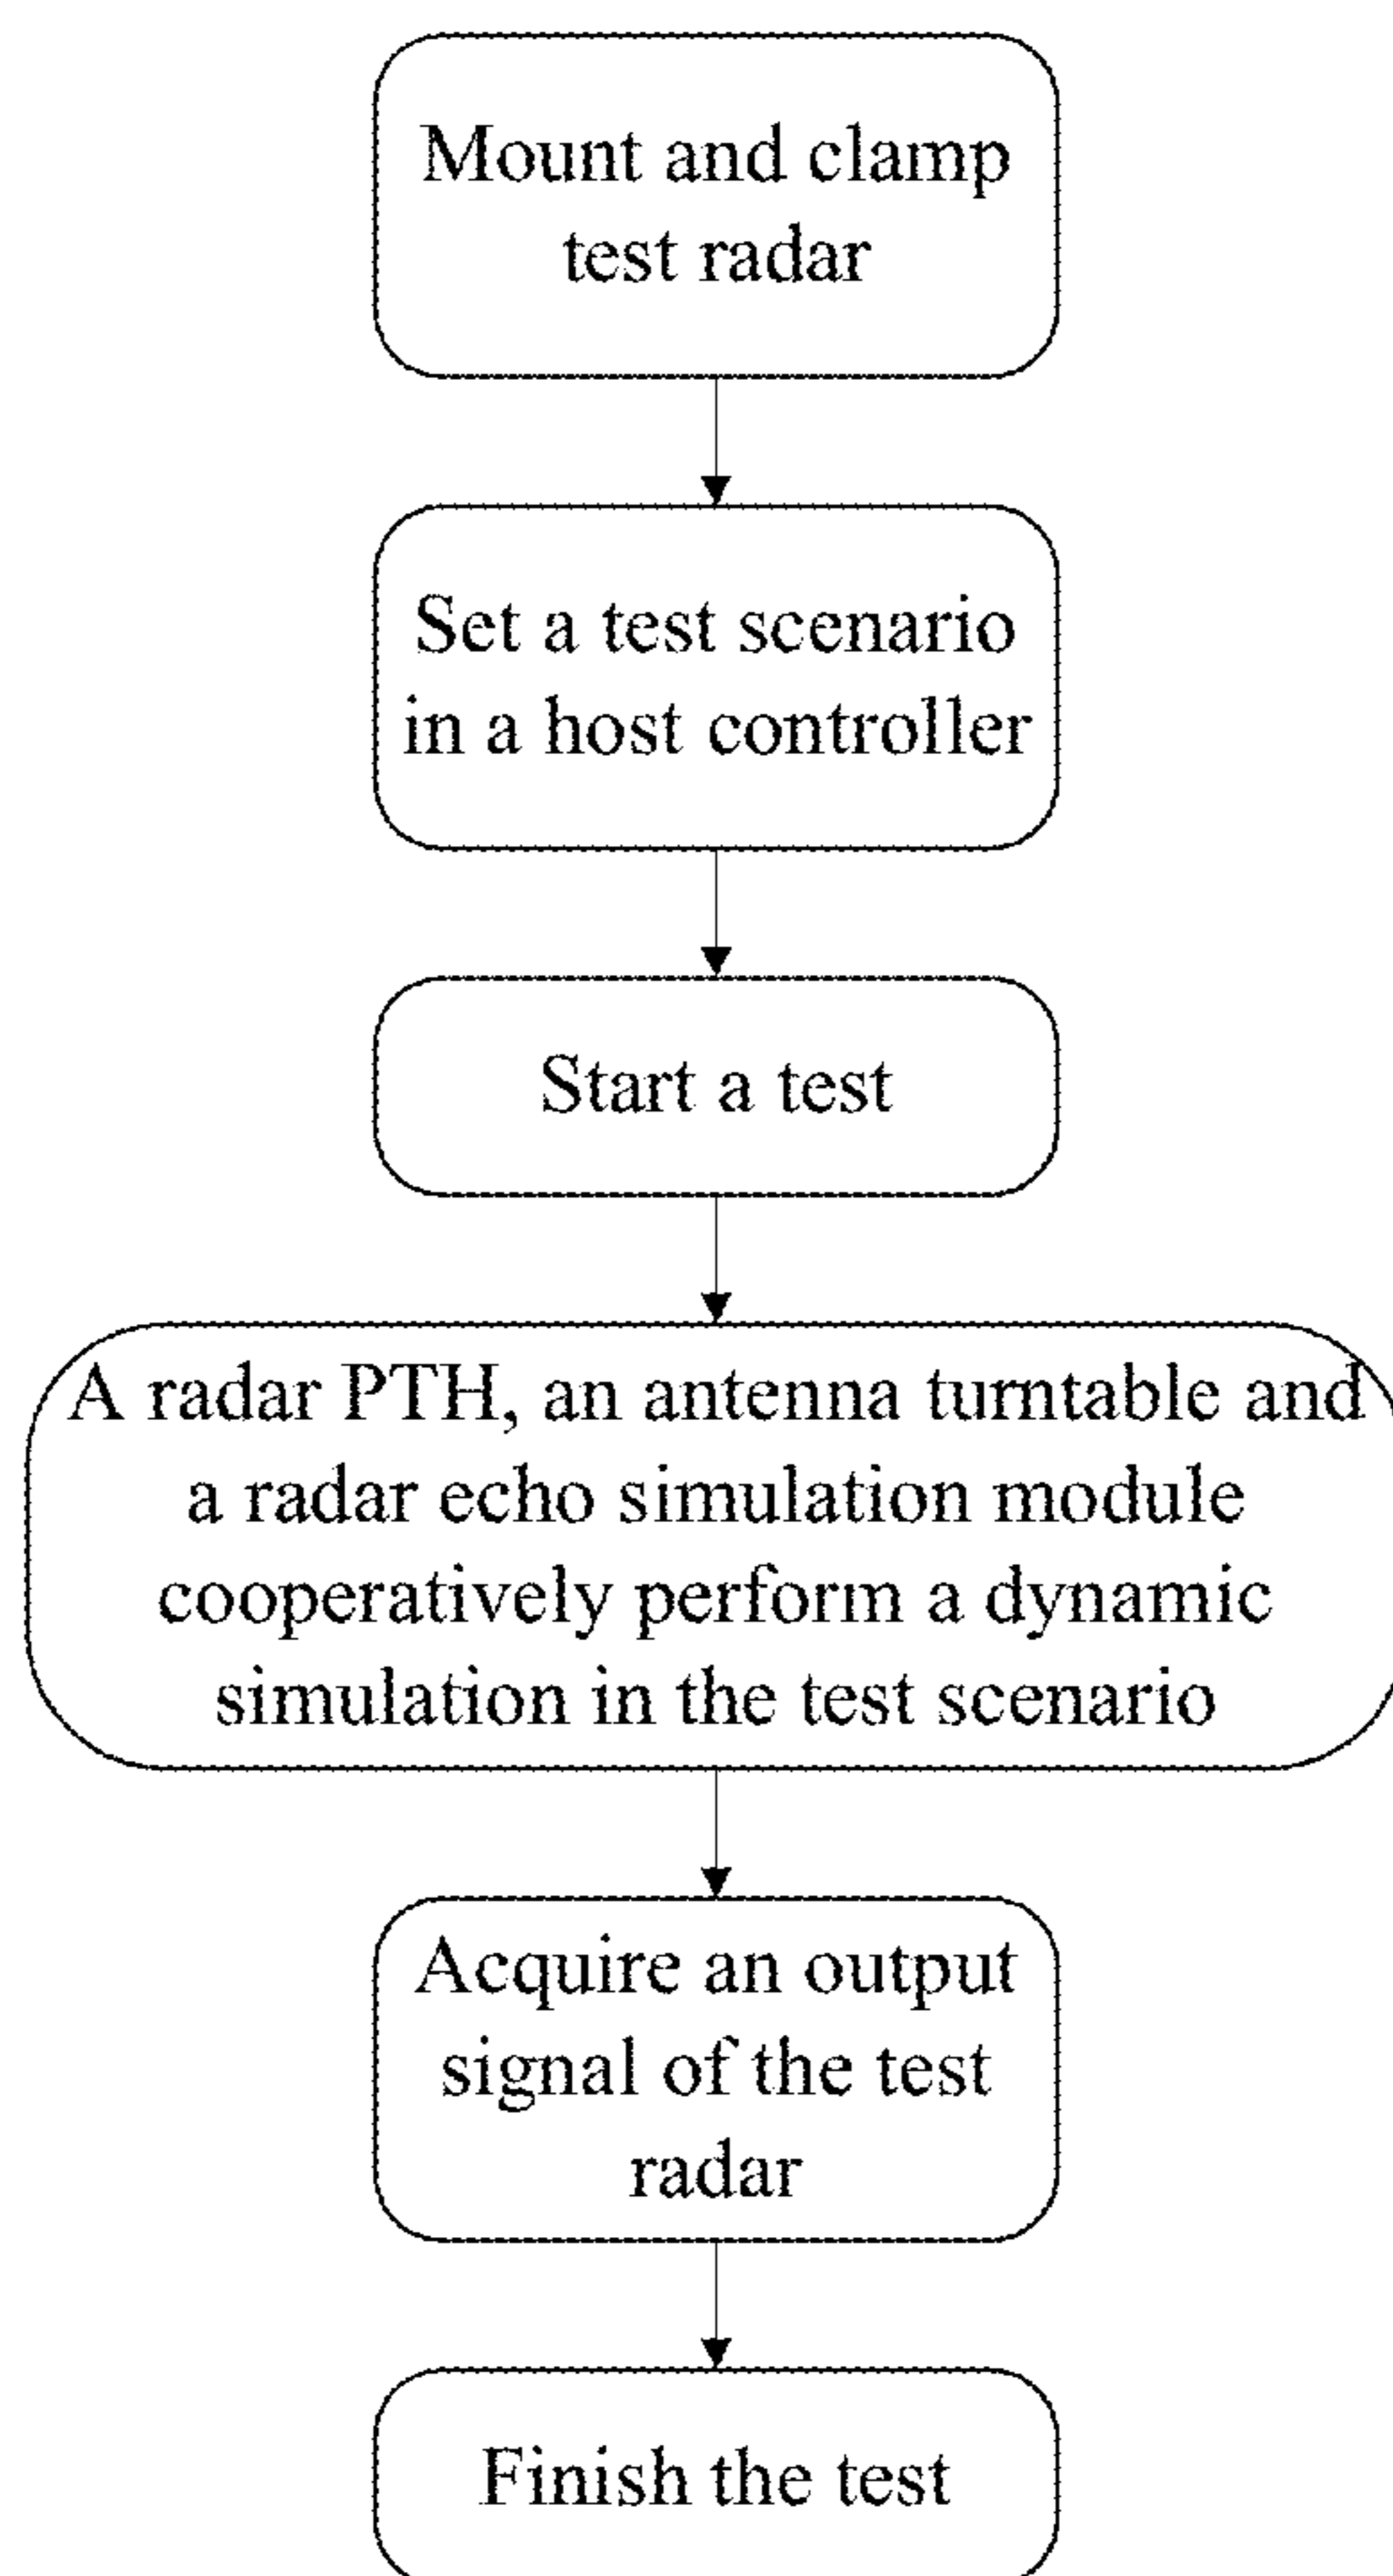 Mount and clamp
test radar
Set a test scenario
in a host controller
Start a test
A radar PTH, an antenna turntable and
a radar echo simulation module
cooperatively perform a dynamic
simulation in the test scenario
Acquire an output
signal of the test
radar
Finish the test